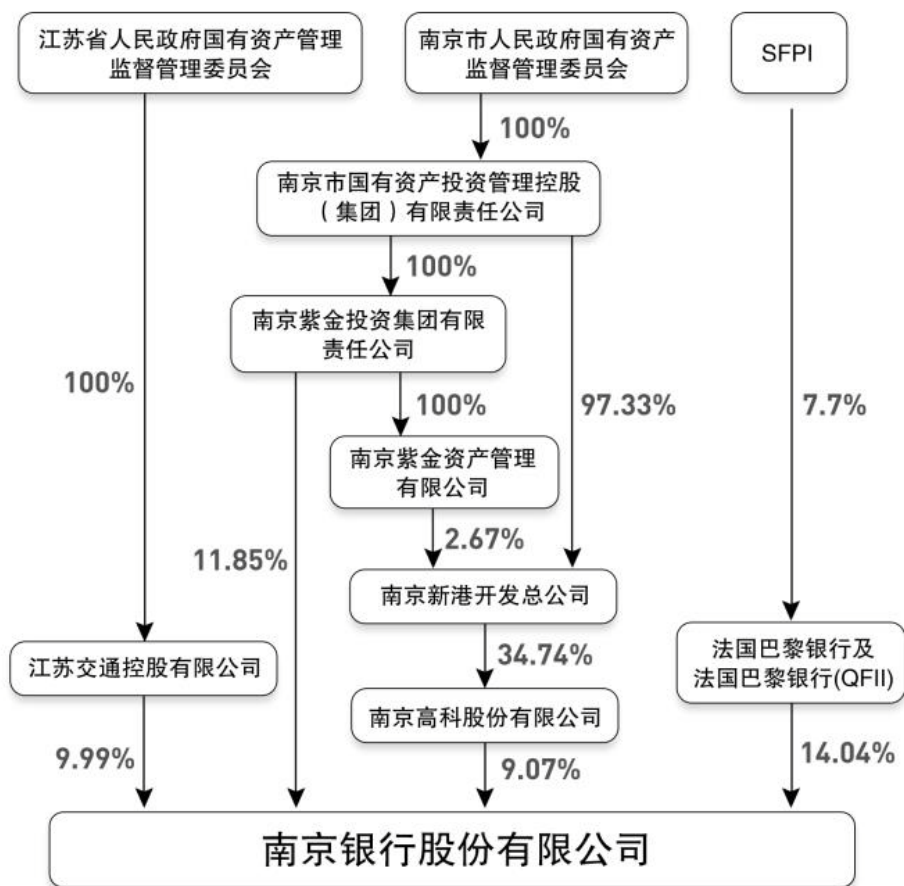 江苏省人民政府国有资产管理
监督管理委员会
南京市人民政府国有资产
监督管理委员会
SFPI
100%
南京市国有资产投资管理控股
（集团）有限责任公司
100%
南京紫金投资集团有限
责任公司
100%
100%
97.33%
7.7%
南京紫金资产管理
有限公司
11.85%
2.67%
南京新港开发总公司
江苏交通控股有限公司
34.74%
法国巴黎银行及
法国巴黎银行(QFII)
南京高科股份有限公司
9.99%
9.07%
14.04%
南京银行股份有限公司